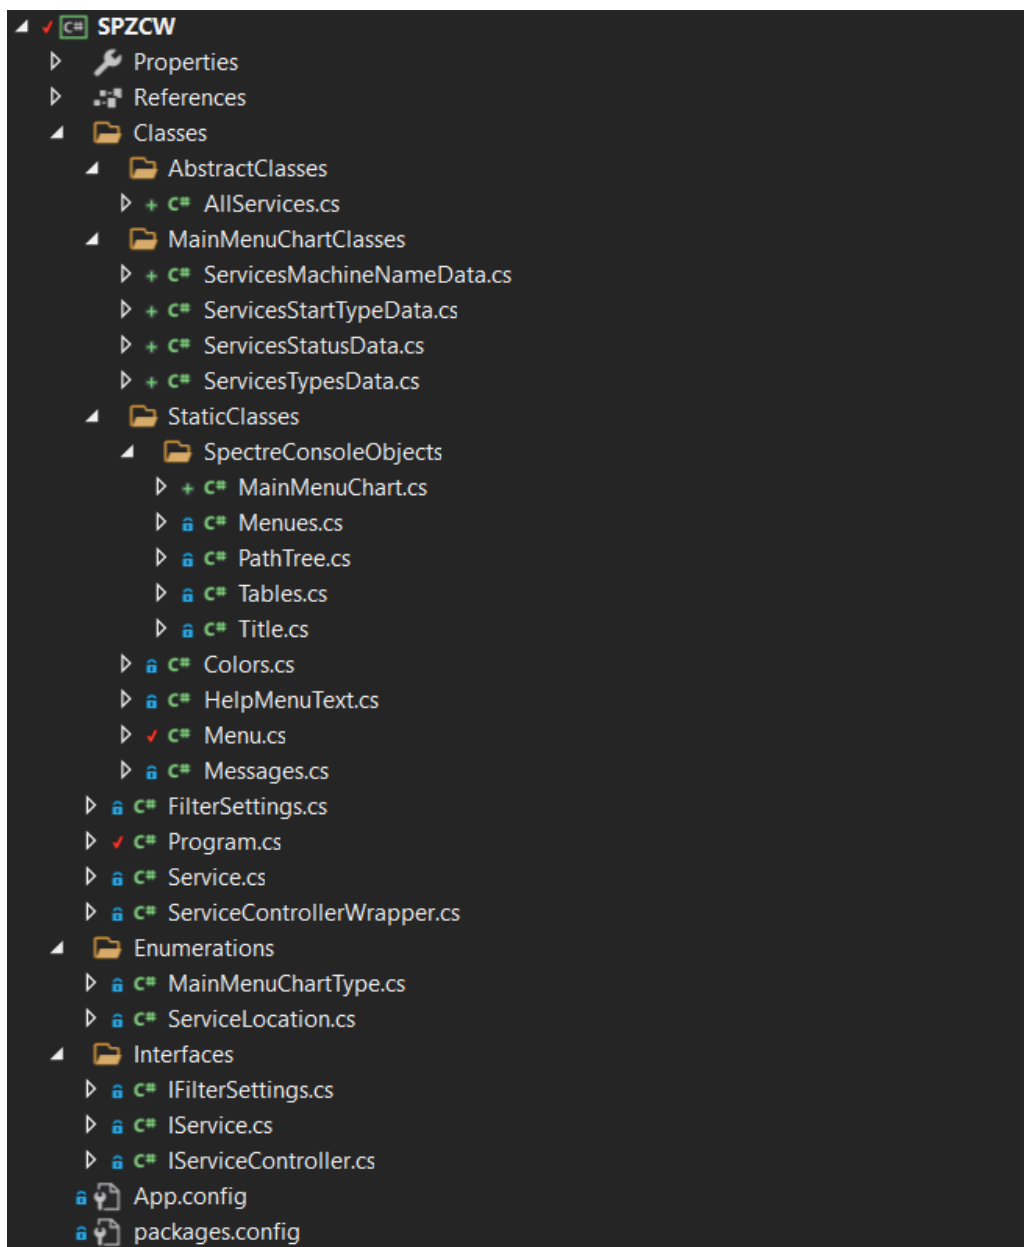 C# SPZCW
Properties
References
Classes
AbstractClasses
C# AllServices.cs
MainMenuChartClasses
C# ServicesMachineNameData.cs
C# ServicesStartTypeData.cs
C# ServicesStatusData.cs
C# ServicesTypesData.cs
StaticClasses
SpectreConsoleObjects
C# MainMenuChart.cs
C# Menues.cs
C# PathTree.cs
C# Tables.cs
C# Title.cs
C# Colors.cs
C# HelpMenuText.cs
C# Menu.cs
C# Messages.cs
C# FilterSettings.cs
C# Program.cs
C# Service.cs
C# ServiceControllerWrapper.cs
Enumerations
C# MainMenuChartType.cs
C# ServiceLocation.cs
Interfaces
C# IFilterSettings.cs
C# IService.cs
C# IServiceController.cs
App.config
packages.config